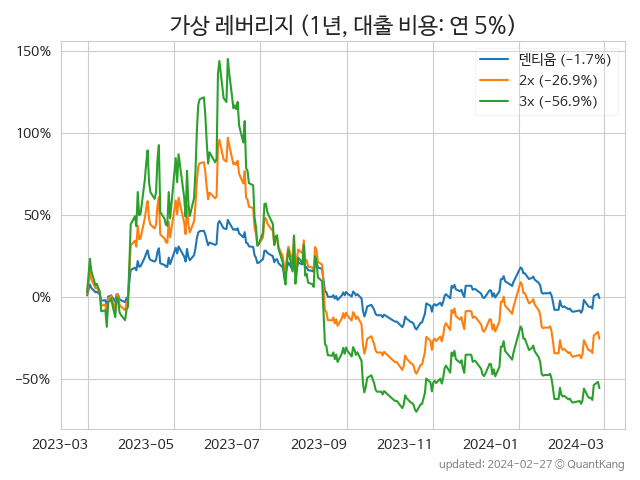 가상 레버리지 (1년, 대출 비용: 연 5%)
150%
100%
50%
0%
−50%
덴티움 (−1.7%)
2x (−26.9%)
3x (−56.9%)
2023−03 2023−05 2023−07 2023−09 2023−11 2024−01 2024−03
updated: 2024−02−27 © QuantKang